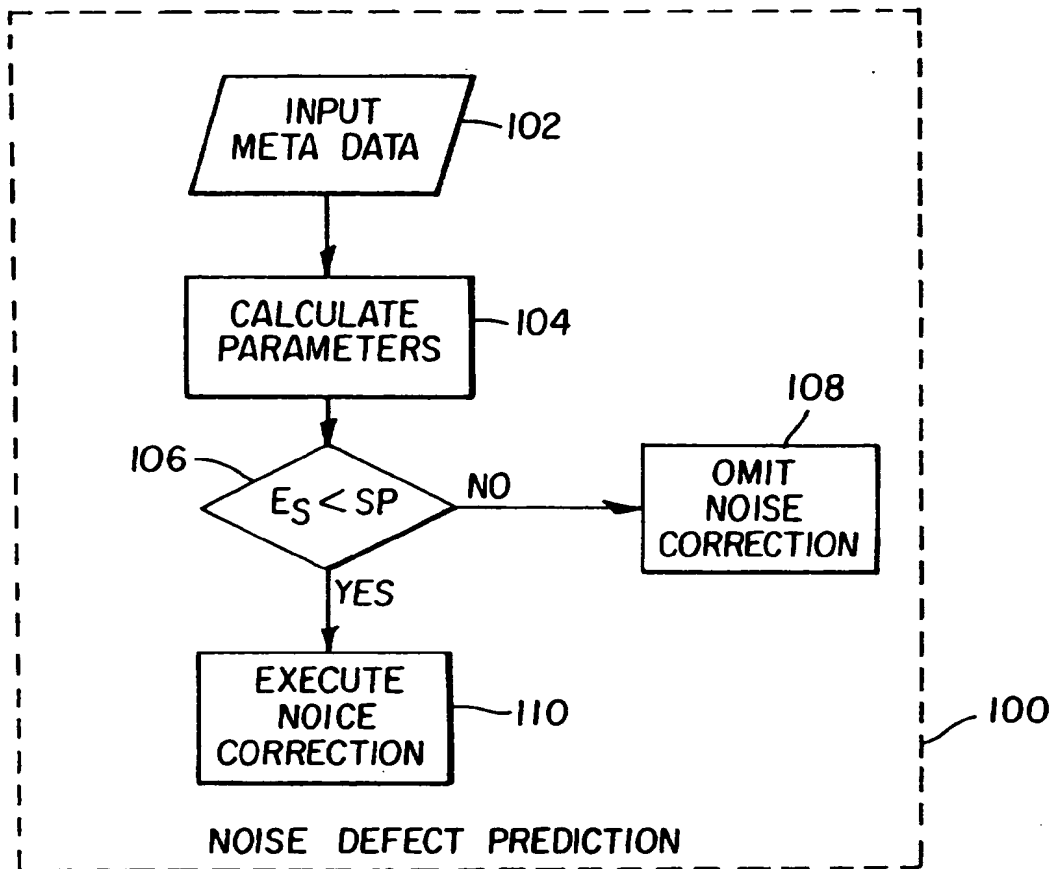 INPUT
META DATA
102
CALCULATE
PARAMETERS
104
106
E_S < SP
NO
108
OMIT
NOISE
CORRECTION
YES
EXECUTE
NOICE
CORRECTION
110
100
NOISE DEFECT PREDICTION